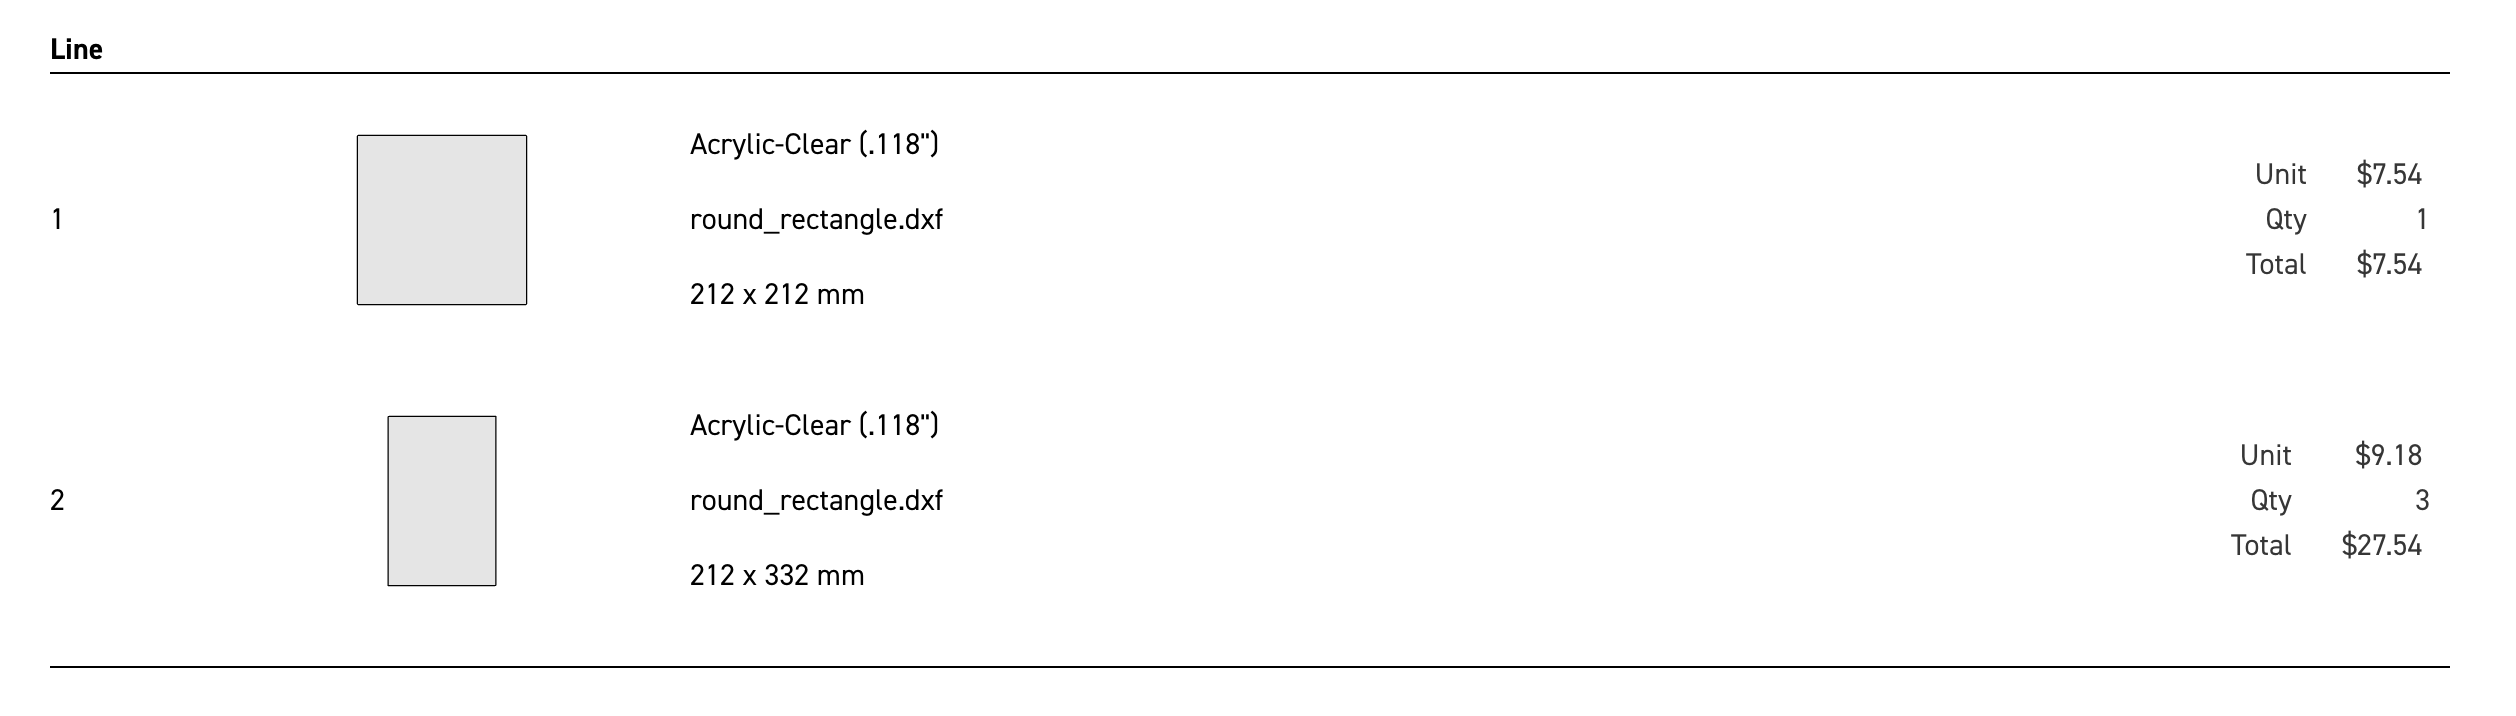 Line
1
Acrylic-Clear (.118")
round_rectangle.dxf
212 x 212 mm
Unit $7.54
Qty 1
Total $7.54
2
Acrylic-Clear (.118")
round_rectangle.dxf
212 x 332 mm
Unit $9.18
Qty 3
Total $27.54